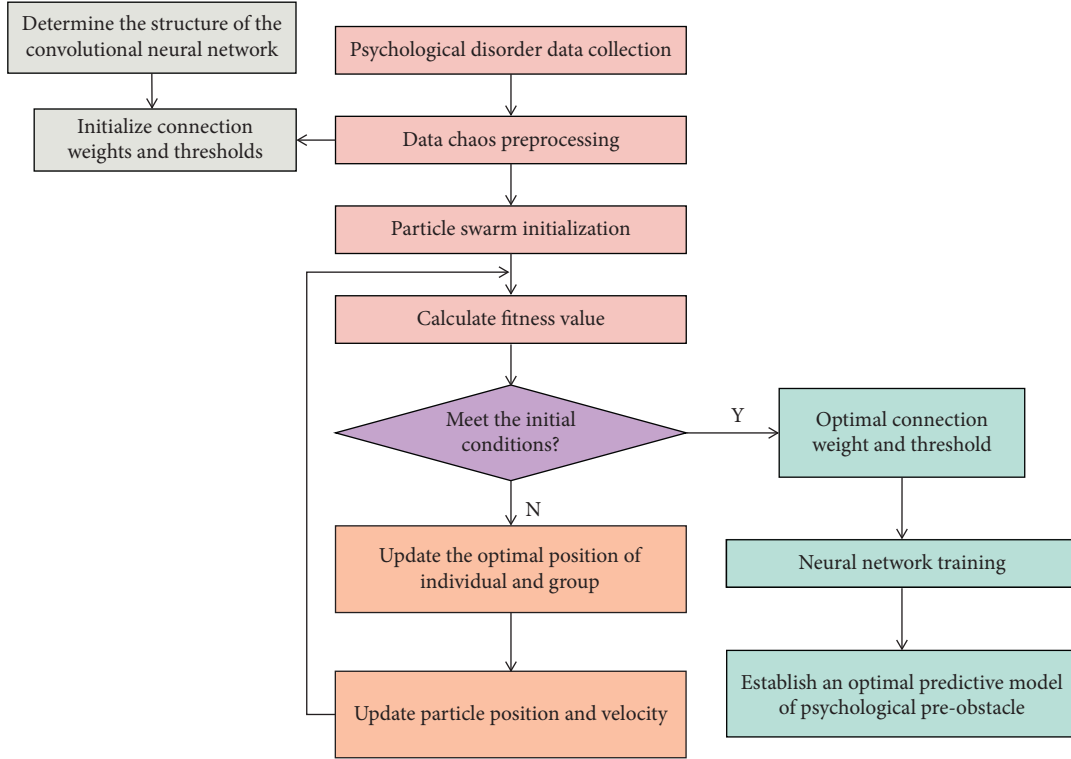 Determine the structure of the
convolutional neural network
Initialize connection
weights and thresholds
Psychological disorder data collection
Data chaos preprocessing
Particle swarm initialization
Calculate fitness value
Meet the initial
conditions?
Y
N
Update the optimal position of
individual and group
Update particle position and velocity
Optimal connection
weight and threshold
Neural network training
Establish an optimal predictive model
of psychological pre-obstacle